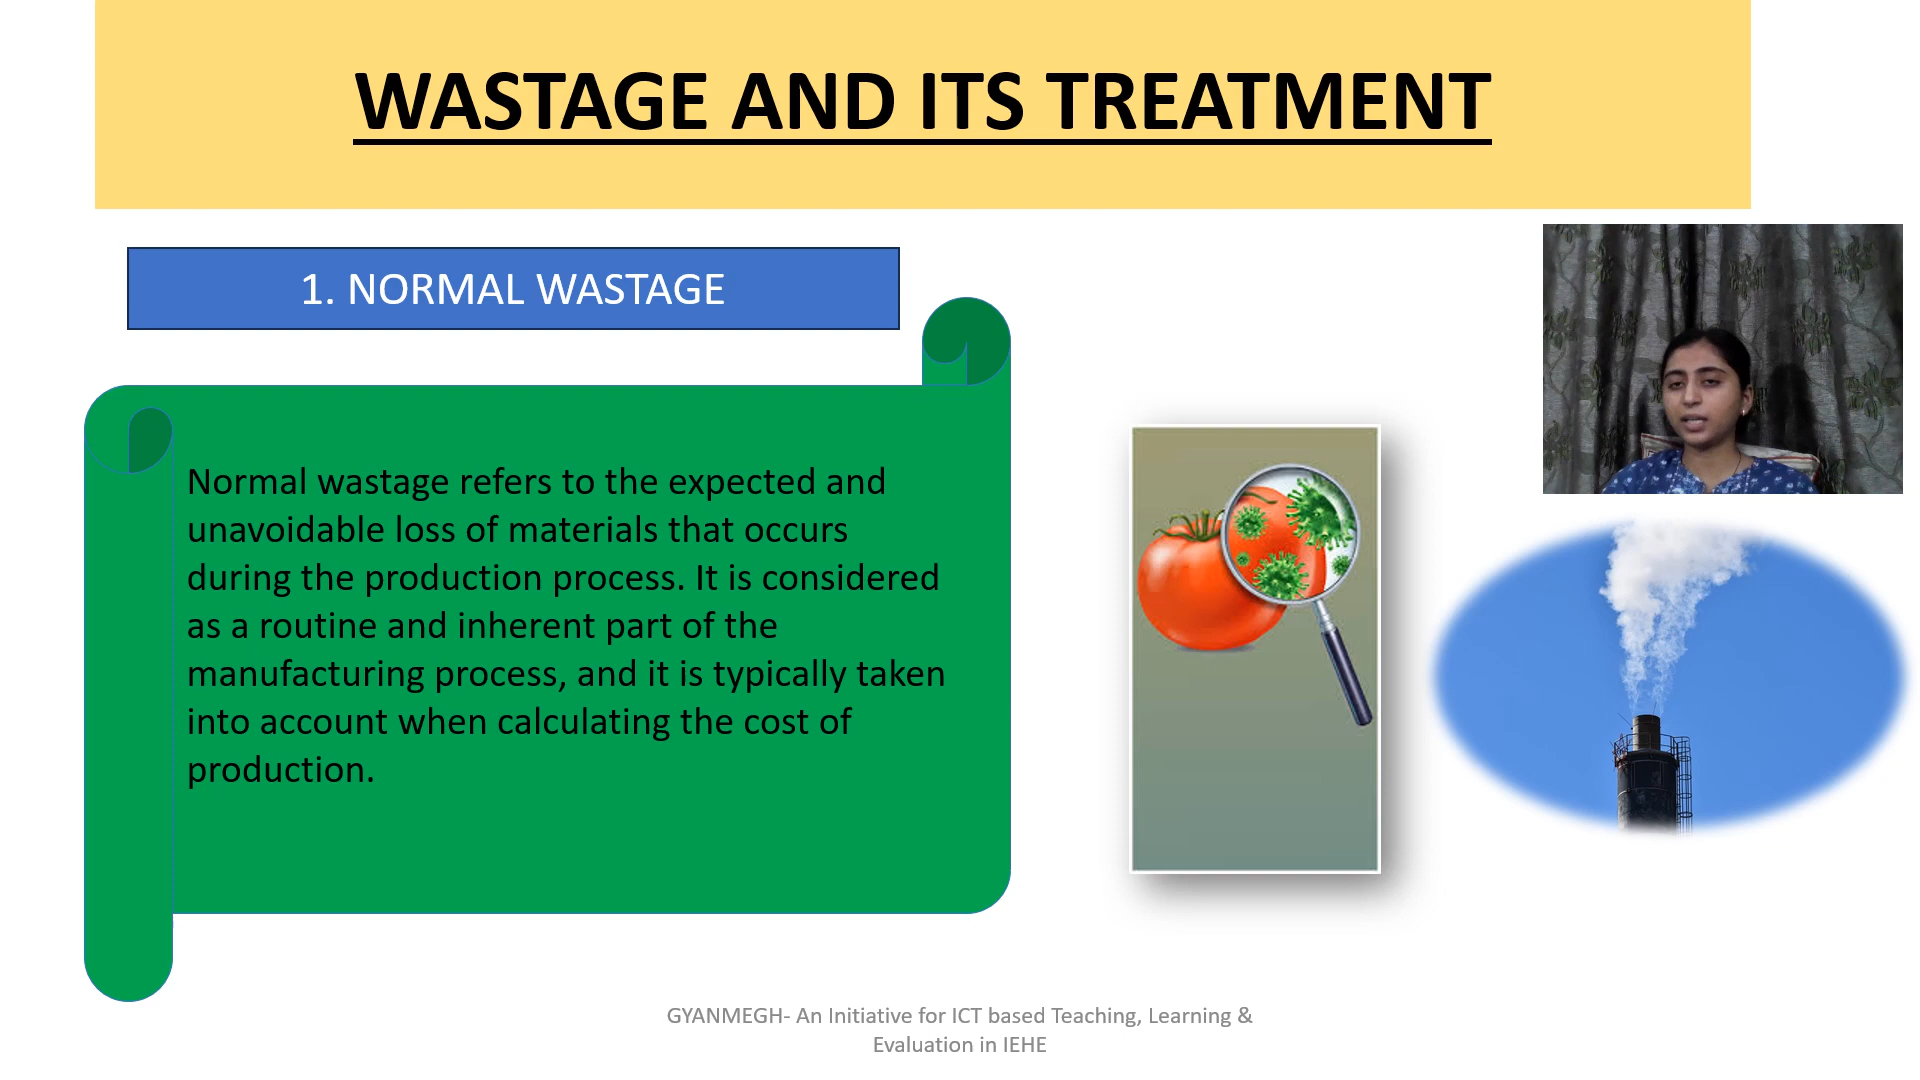 WASTAGE AND ITS TREATMENT
1. NORMAL WASTAGE
Normal wastage refers to the expected and
unavoidable loss of materials that occurs
during the production process. It is considered
as a routine and inherent part of the
manufacturing process, and it is typically taken
into account when calculating the cost of
production.
GYANMEGH- An Initiative for ICT based Teaching, Learning &
Evaluation in IEHE